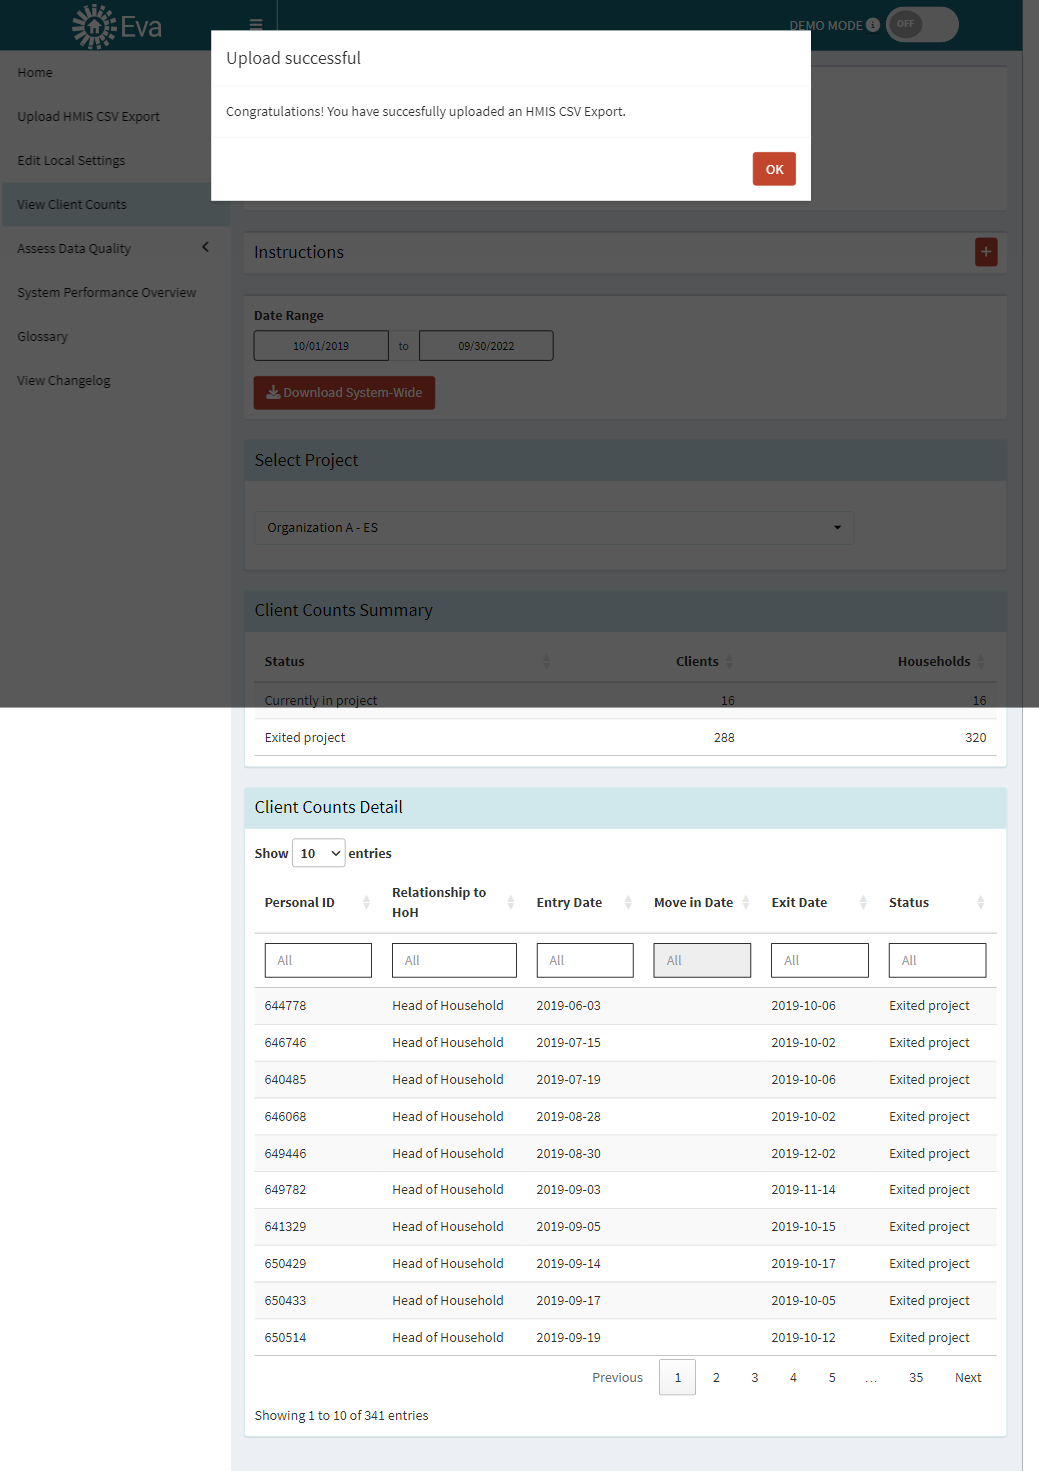 Eva
DEMO MODE
OFF
Upload successful
Congratulations! You have succesfully uploaded an HMIS CSV Export.
OK
Home
Upload HMIS CSV Export
Edit Local Settings
View Client Counts
Assess Data Quality
System Performance Overview
Glossary
View Changelog
Instructions
+
Date Range
10/01/2019 to 09/30/2022
Download System-Wide
Select Project
Organization A - ES
Client Counts Summary
Status Clients Households
Currently in project 16 16
Exited project 288 320
Client Counts Detail
Show 10 entries
Personal ID Relationship to HoH Entry Date Move in Date Exit Date Status
All All All All All All
644778 Head of Household 2019-06-03 2019-10-06 Exited project
646746 Head of Household 2019-07-15 2019-10-02 Exited project
640485 Head of Household 2019-07-19 2019-10-06 Exited project
646068 Head of Household 2019-08-28 2019-10-02 Exited project
649446 Head of Household 2019-08-30 2019-12-02 Exited project
649782 Head of Household 2019-09-03 2019-11-14 Exited project
641329 Head of Household 2019-09-05 2019-10-15 Exited project
650429 Head of Household 2019-09-14 2019-10-17 Exited project
650433 Head of Household 2019-09-17 2019-10-05 Exited project
650514 Head of Household 2019-09-19 2019-10-12 Exited project
Previous 1 2 3 4 5 … 35 Next
Showing 1 to 10 of 341 entries